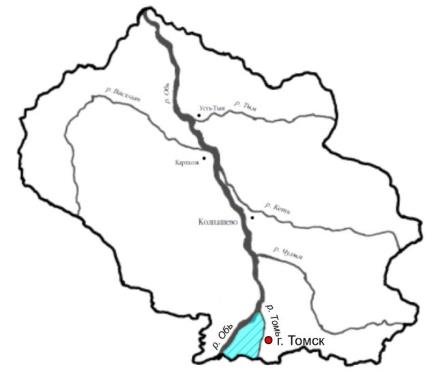 р. Обь
р. Васюган
Усть-Тым
р. Тым
Каргасок
р. Кеть
Колпашево
р. Чулым
р. Томь
р. Обь
г. Томск